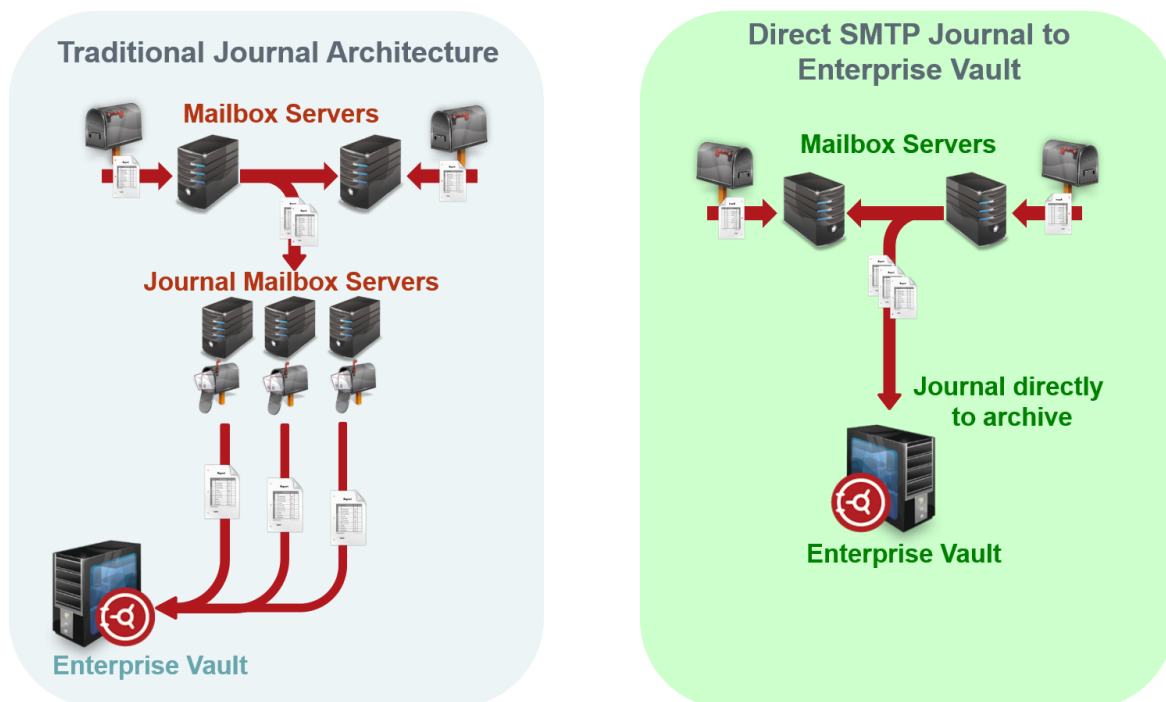 Traditional Journal Architecture
Mailbox Servers
Journal Mailbox Servers
Enterprise Vault
Direct SMTP Journal to
Enterprise Vault
Mailbox Servers
Journal directly
to archive
Enterprise Vault